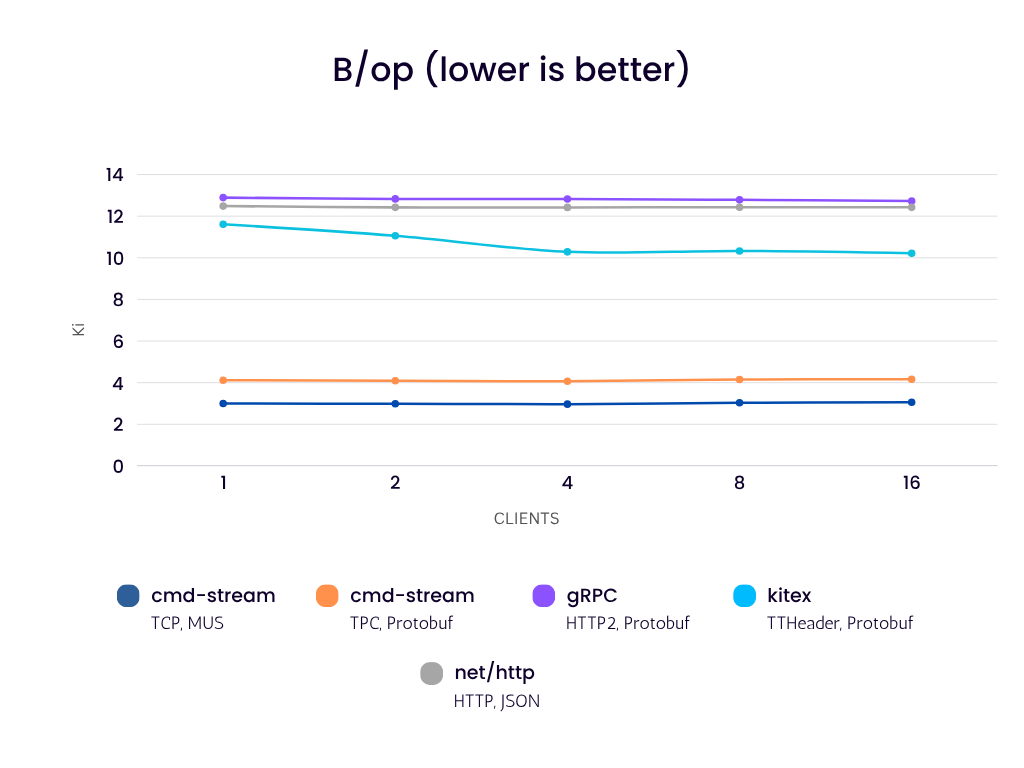 B/op (lower is better)
14
12
10
8
6
4
2
0
Ki
1 2 4 8 16
CLIENTS
cmd-stream cmd-stream gRPC kitex
TCP, MUS TPC, Protobuf HTTP2, Protobuf TTHeader, Protobuf
net/http
HTTP, JSON